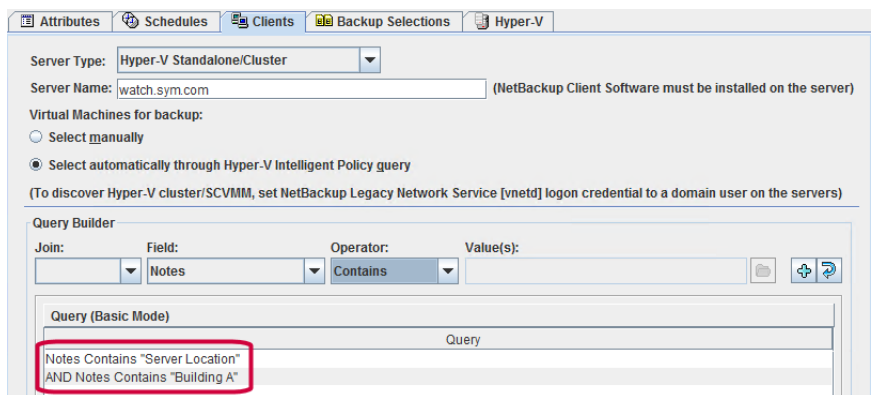 Attributes Schedules Clients Backup Selections Hyper-V
Server Type: Hyper-V Standalone/Cluster
Server Name: watch.sym.com (NetBackup Client Software must be installed on the server)
Virtual Machines for backup:
Select manually
Select automatically through Hyper-V Intelligent Policy query
(To discover Hyper-V cluster/SCVMM, set NetBackup Legacy Network Service [vnetd] logon credential to a domain user on the servers)
Query Builder
Join: Field: Operator: Value(s):
Notes Contains
Query (Basic Mode)
Query
Notes Contains "Server Location"
AND Notes Contains "Building A"